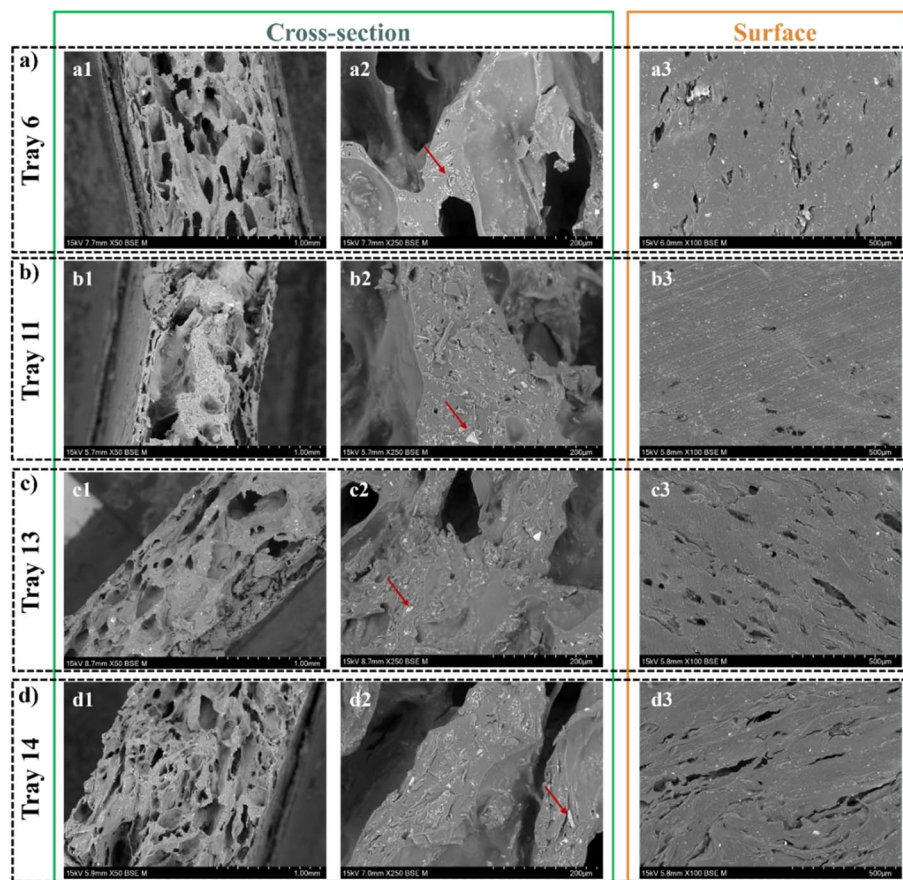 Cross-section
Surface
a)
Tray 6
a1
15kV 7.7mm X50 BSE M
1.00mm
a2
15kV 7.7mm X250 BSE M
200µm
a3
15kV 6.0mm X100 BSE M
500µm
b)
Tray 11
b1
15kV 5.7mm X50 BSE M
1.00mm
b2
15kV 5.7mm X250 BSE M
200µm
b3
15kV 5.8mm X100 BSE M
500µm
c)
Tray 13
c1
15kV 8.7mm X50 BSE M
1.00mm
c2
15kV 8.7mm X250 BSE M
200µm
c3
15kV 5.8mm X100 BSE M
500µm
d)
Tray 14
d1
15kV 5.9mm X50 BSE M
1.00mm
d2
15kV 7.0mm X250 BSE M
200µm
d3
15kV 5.8mm X100 BSE M
500µm